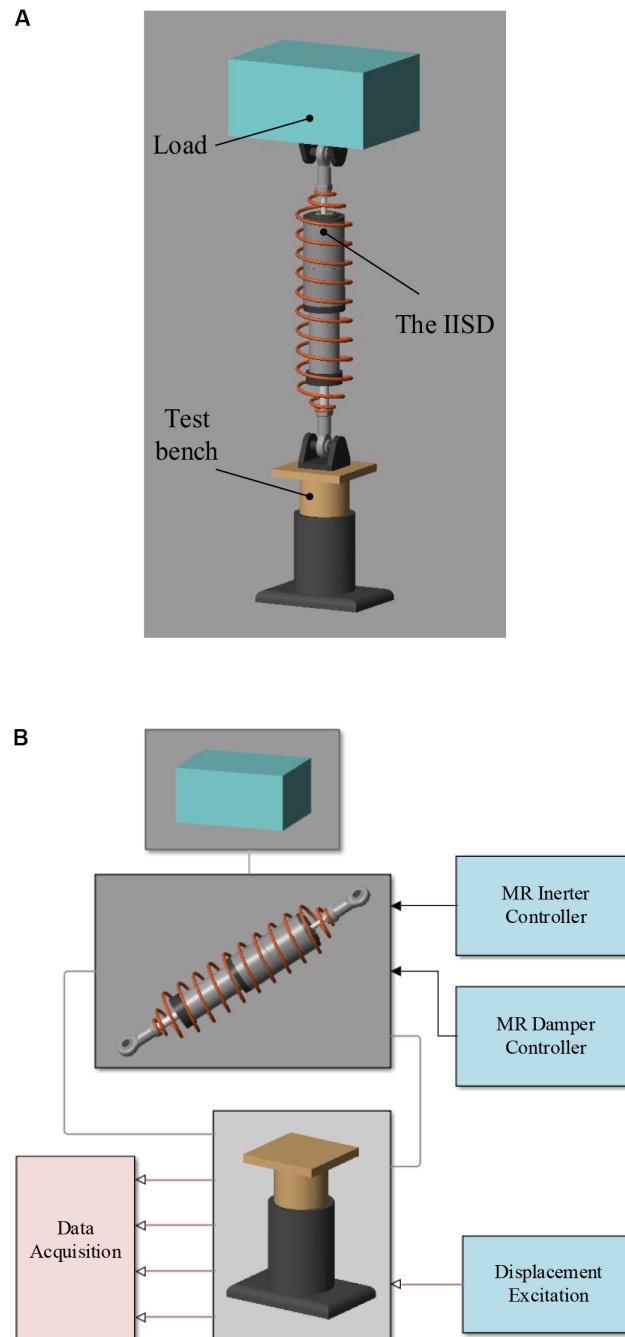 A
Load
The IISD
Test
bench
B
MR Inerter
Controller
MR Damper
Controller
Data
Acquisition
Displacement
Excitation